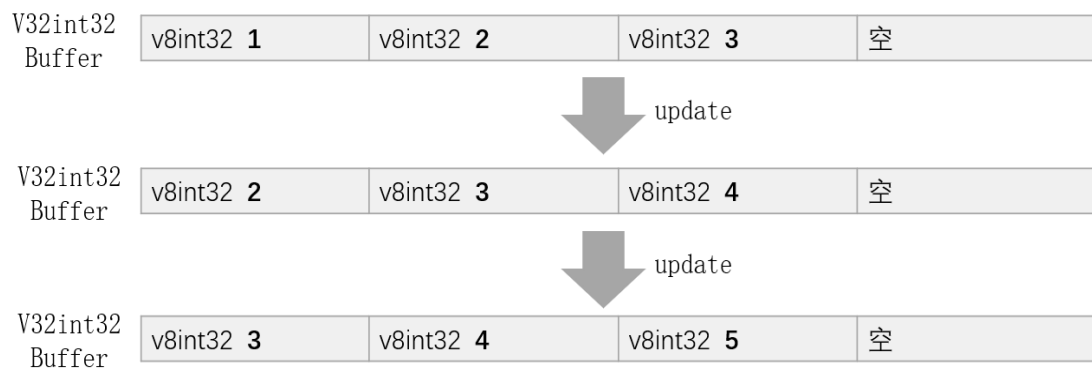 V32int32
Buffer
v8int32 1 v8int32 2 v8int32 3 空
update
V32int32
Buffer
v8int32 2 v8int32 3 v8int32 4 空
update
V32int32
Buffer
v8int32 3 v8int32 4 v8int32 5 空